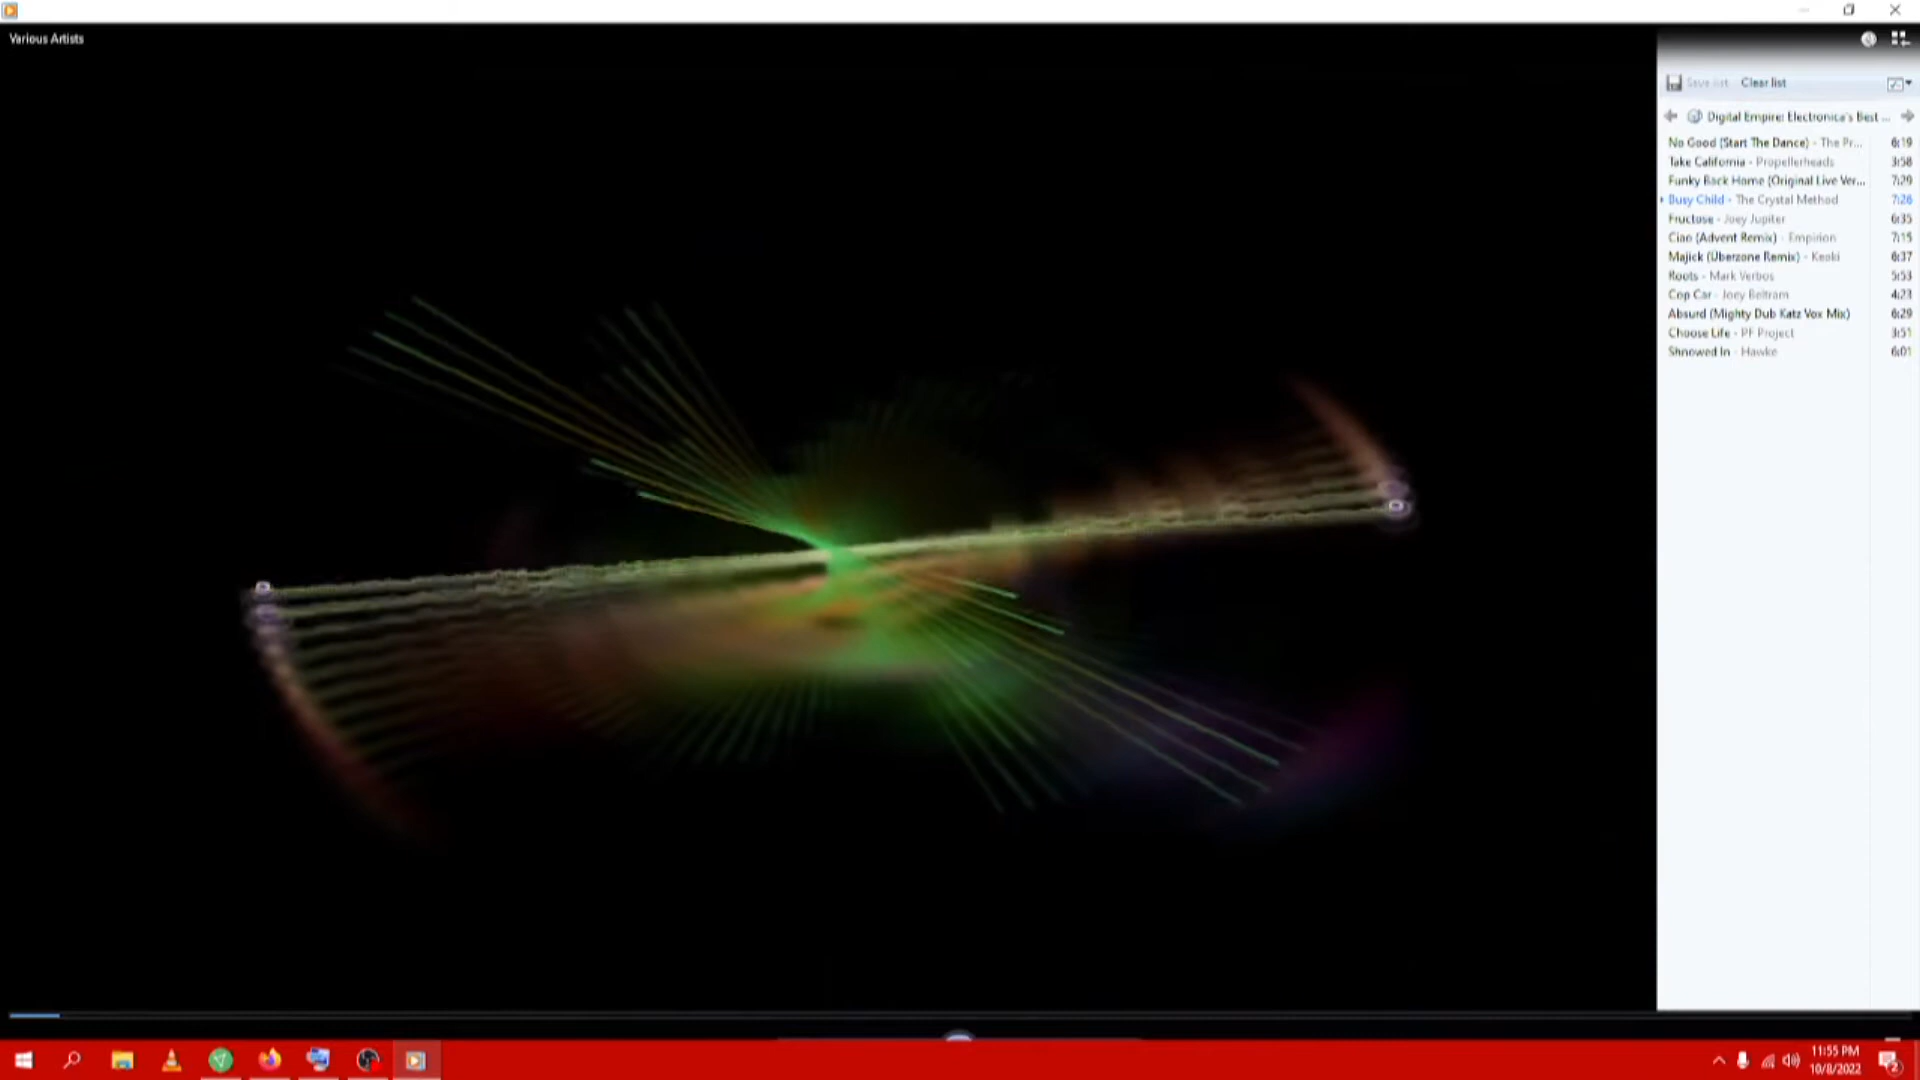 Various Artists
Save list Clear list
Digital Empire: Electronica's Best ...
No Good (Start The Dance) - The Pr... 6:19
Take California - Propellerheads 3:58
Funky Back Home (Original Live Ver... 7:29
Busy Child - The Crystal Method 7:26
Fructose - Joey Jupiter 6:35
Ciao (Advent Remix) - Empirion 7:15
Majick (Uberzone Remix) - Keoki 6:37
Roots - Mark Verbos 5:53
Cop Car - Joey Beltram 4:23
Absurd (Mighty Dub Katz Vox Mix) 6:29
Choose Life - PF Project 3:51
Shnowed In - Hawke 6:01
11:55 PM
10/8/2022
2